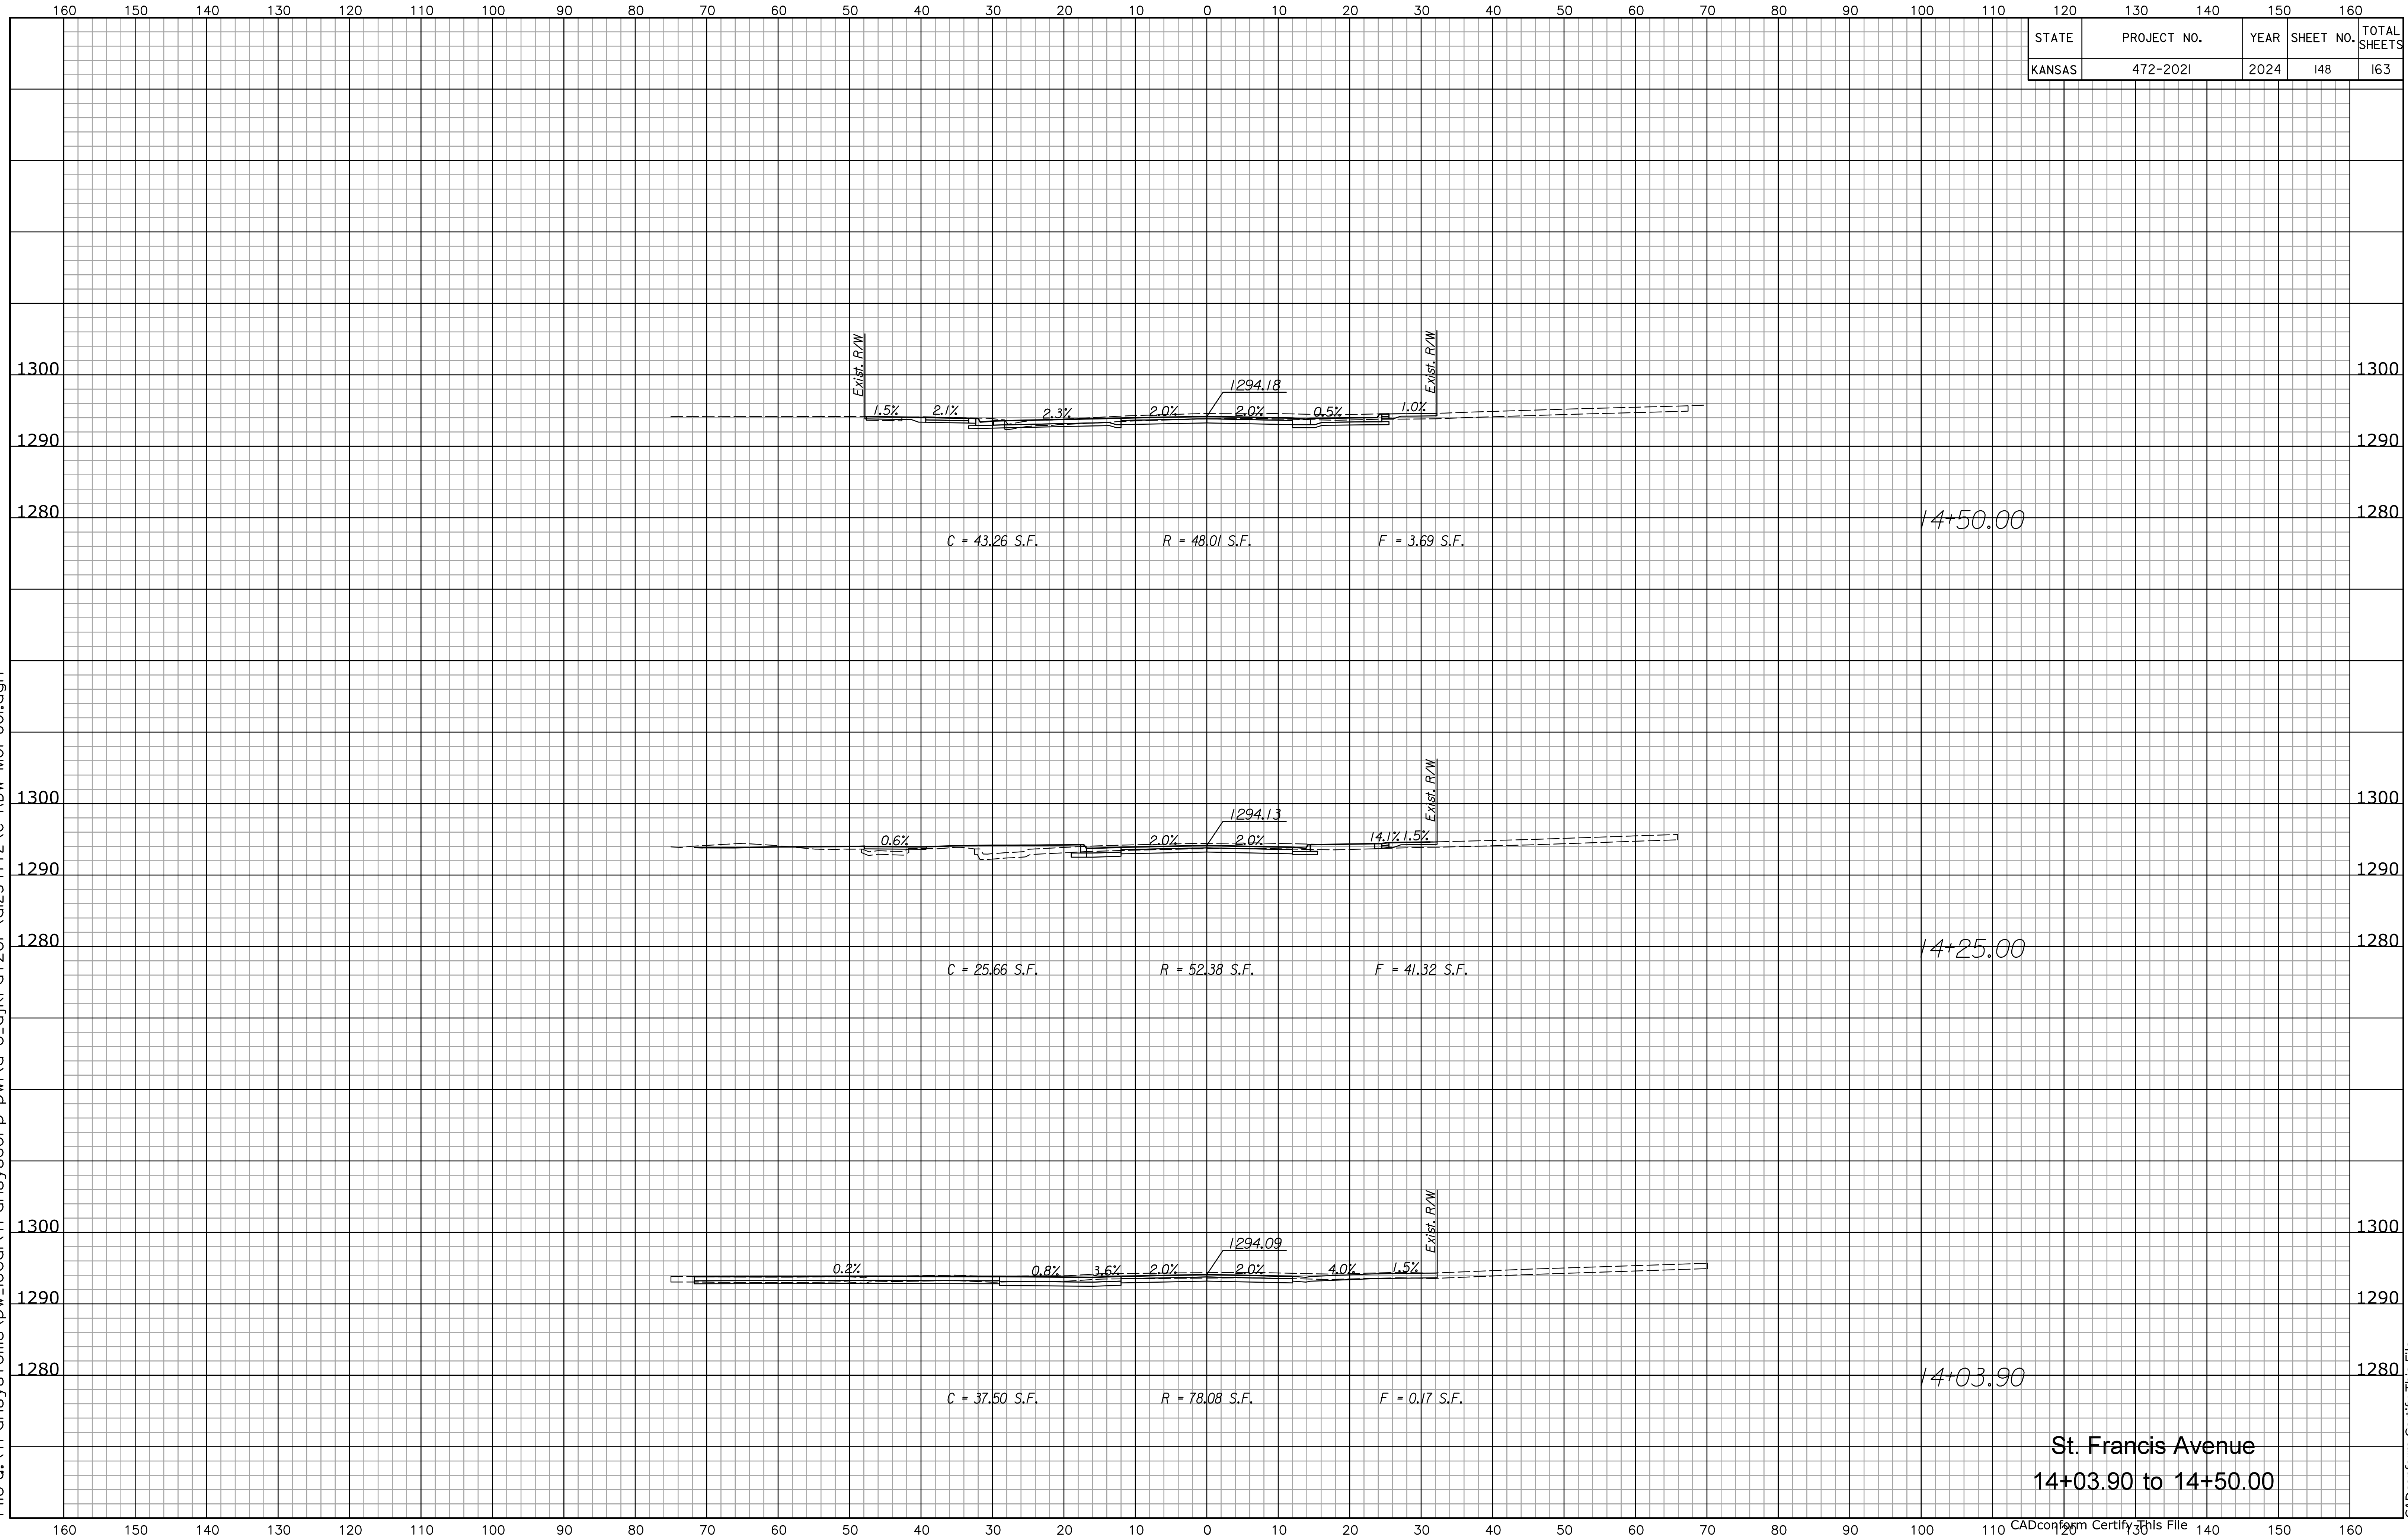 160 150 140 130 120 110 100 90 80 70 60 50 40 30 20 10 0 10 20 30 40 50 60 70 80 90 100 110 120 130 140 150 160
STATE PROJECT NO. YEAR SHEET NO. TOTAL SHEETS
KANSAS 472-2021 2024 148 163
Exist. R/W Exist. R/W
1300 1300
1294.18
1.5% 2.1% 2.3% 2.0% 2.0% 0.5% 1.0%
1290 1290
1280 14+50.00 1280
C = 43.26 S.F. R = 48.01 S.F. F = 3.69 S.F.
Exist. R/W
1300 1300
1294.13
0.6% 2.0% 2.0% 14.1% 1.5%
1290 1290
1280 14+25.00 1280
C = 25.66 S.F. R = 52.38 S.F. F = 41.32 S.F.
Exist. R/W
1300 1300
1294.09
0.2% 0.8% 3.6% 2.0% 2.0% 4.0% 1.5%
1290 1290
1280 14+03.90 1280
C = 37.50 S.F. R = 78.08 S.F. F = 0.17 S.F.
St. Francis Avenue
14+03.90 to 14+50.00
CADconform Certify This File
160 150 140 130 120 110 100 90 80 70 60 50 40 30 20 10 0 10 20 30 40 50 60 70 80 90 100 110 120 130 140 150 160